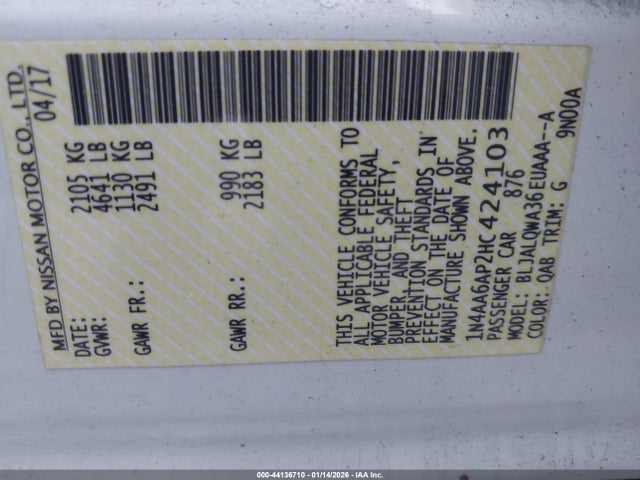 MFD BY NISSAN MOTOR CO., LTD.
DATE: 04/17
GVWR: 2105 KG
4641 LB
GAWR FR.: 1130 KG
2491 LB
GAWR RR.: 990 KG
2183 LB
THIS VEHICLE CONFORMS TO
ALL APPLICABLE FEDERAL
MOTOR VEHICLE SAFETY,
BUMPER, AND THEFT
PREVENTION STANDARDS IN
EFFECT ON THE DATE OF
MANUFACTURE SHOWN ABOVE.
1N4AA6AP2HC424103
PASSENGER CAR 876
MODEL: BLJALQWA36EUAAA---A
COLOR: QAB TRIM: G 9N00A
000-44136710 - 01/14/2026 - IAA Inc.